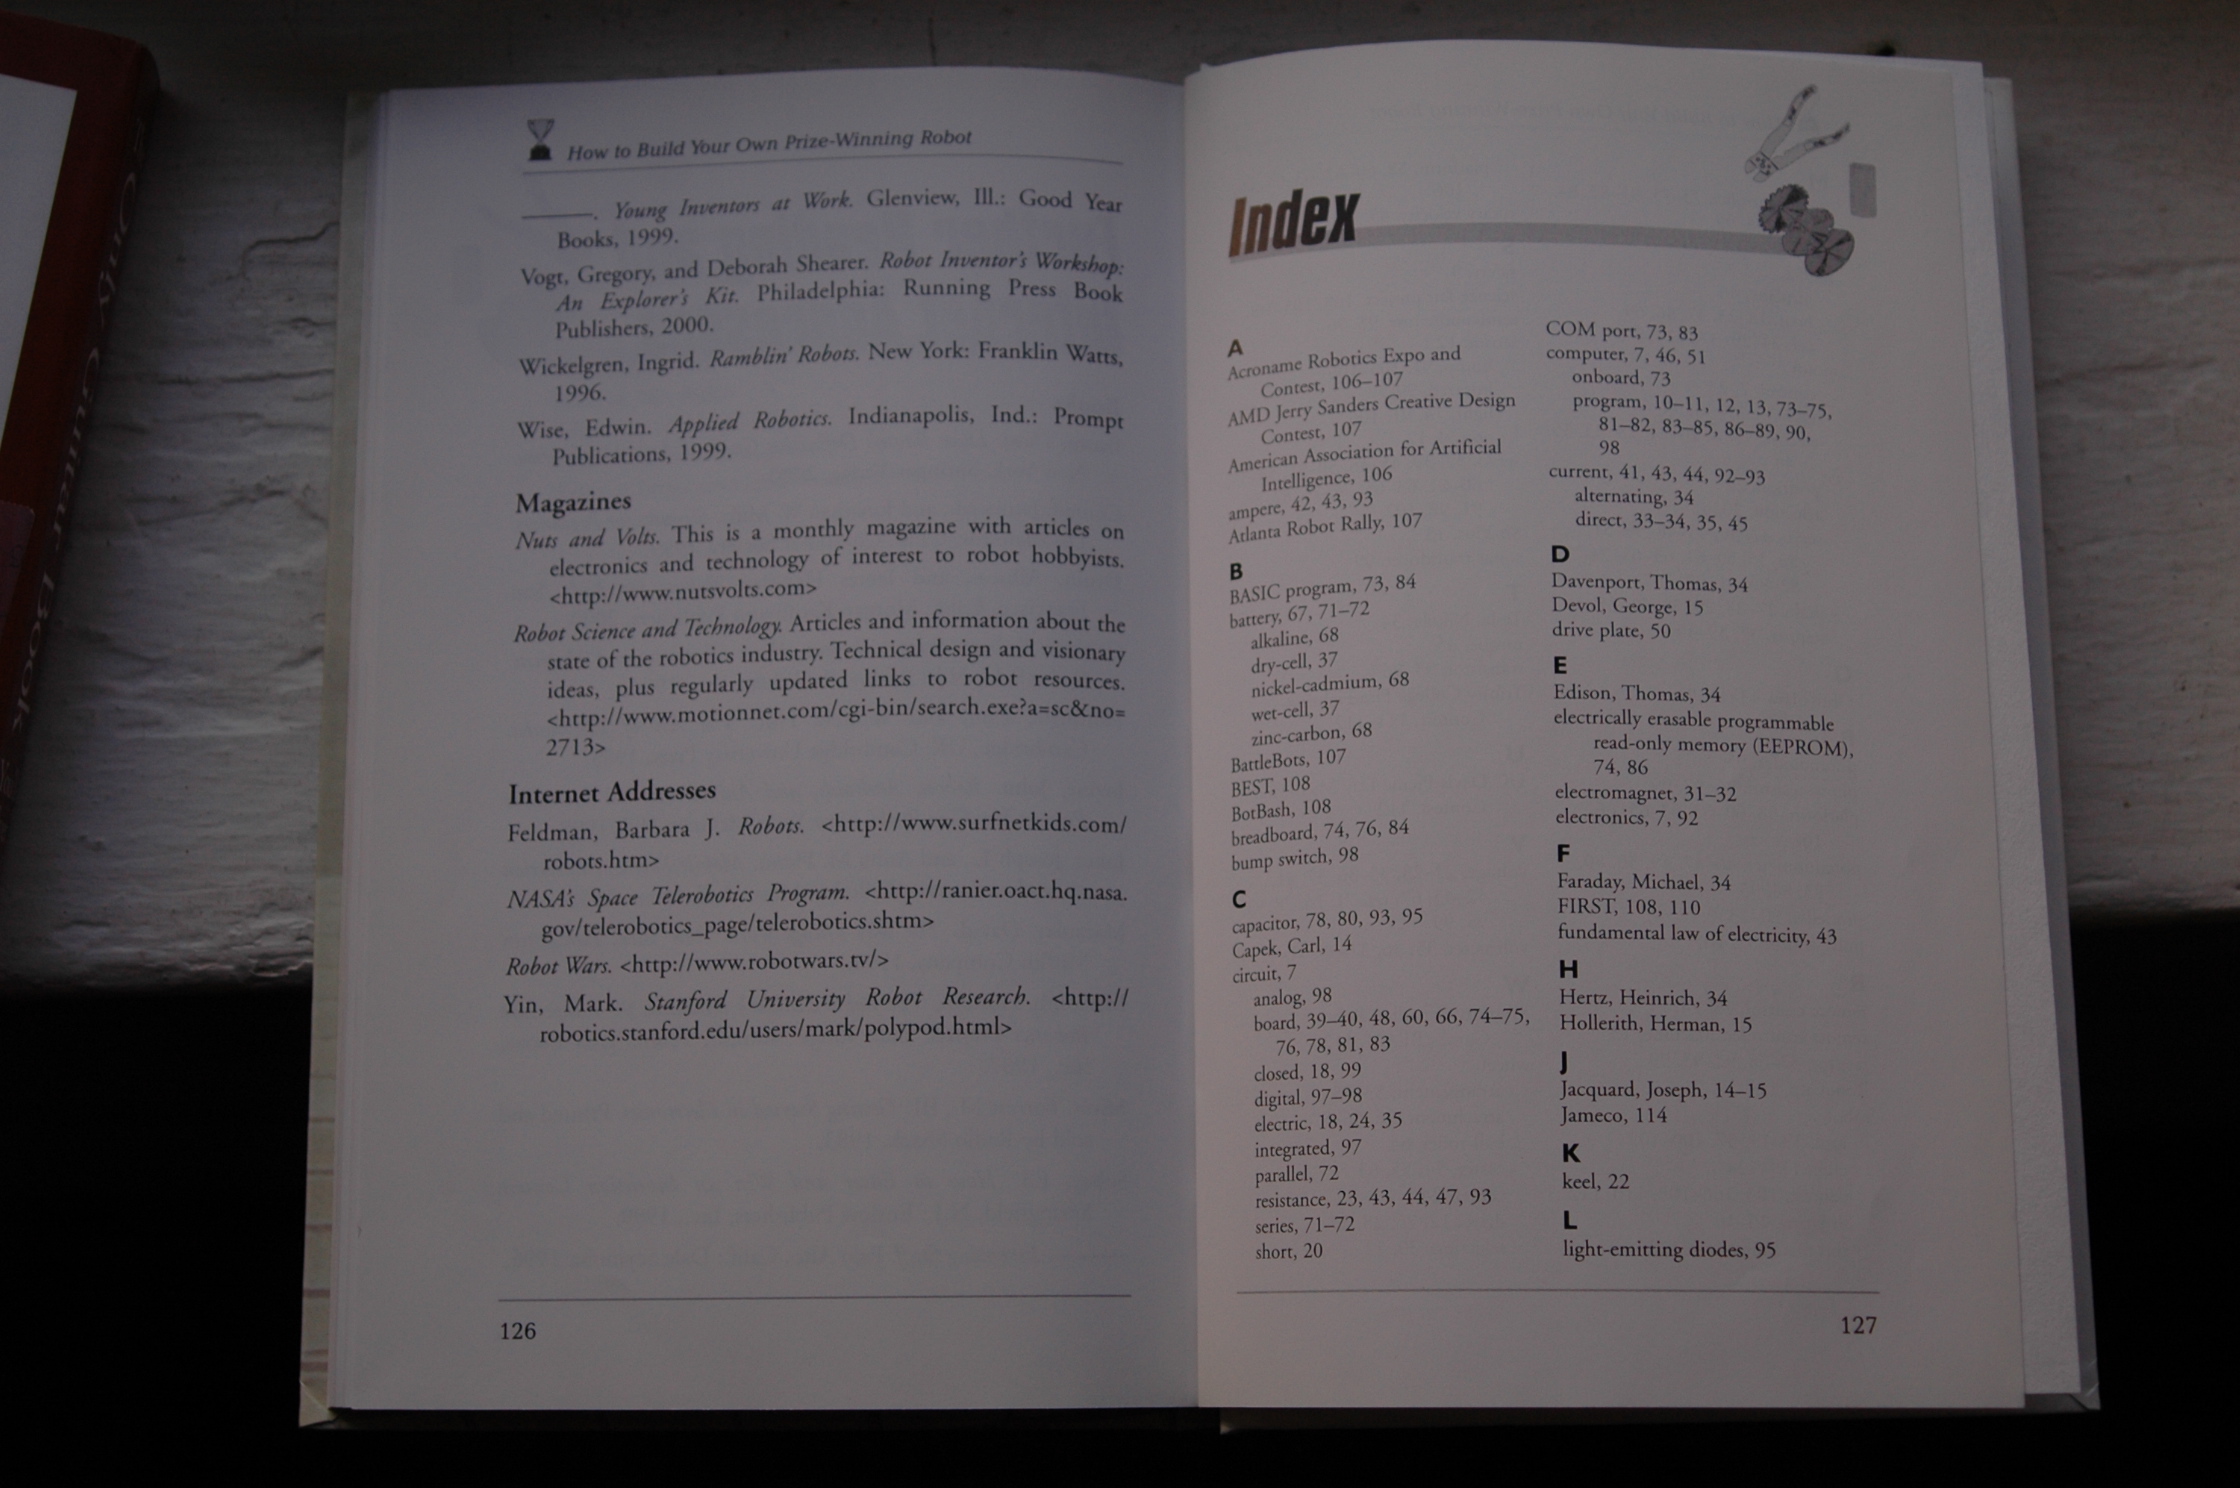 Only Guitar Book
How to Build Your Own Prize-Winning Robot
______. Young Inventors at Work. Glenview, Ill.: Good Year
Books, 1999.
Vogt, Gregory, and Deborah Shearer. Robot Inventor's Workshop:
An Explorer's Kit. Philadelphia: Running Press Book
Publishers, 2000.
Wickelgren, Ingrid. Ramblin' Robots. New York: Franklin Watts,
1996.
Wise, Edwin. Applied Robotics. Indianapolis, Ind.: Prompt
Publications, 1999.
Magazines
Nuts and Volts. This is a monthly magazine with articles on
electronics and technology of interest to robot hobbyists.
<http://www.nutsvolts.com>
Robot Science and Technology. Articles and information about the
state of the robotics industry. Technical design and visionary
ideas, plus regularly updated links to robot resources.
<http://www.motionnet.com/cgi-bin/search.exe?a=sc&no=
2713>
Internet Addresses
Feldman, Barbara J. Robots. <http://www.surfnetkids.com/
robots.htm>
NASA's Space Telerobotics Program. <http://ranier.oact.hq.nasa.
gov/telerobotics_page/telerobotics.shtm>
Robot Wars. <http://www.robotwars.tv/>
Yin, Mark. Stanford University Robot Research. <http://
robotics.stanford.edu/users/mark/polypod.html>
126
Index
A
Acroname Robotics Expo and
Contest, 106–107
AMD Jerry Sanders Creative Design
Contest, 107
American Association for Artificial
Intelligence, 106
ampere, 42, 43, 93
Atlanta Robot Rally, 107
B
BASIC program, 73, 84
battery, 67, 71–72
alkaline, 68
dry-cell, 37
nickel-cadmium, 68
wet-cell, 37
zinc-carbon, 68
BattleBots, 107
BEST, 108
BotBash, 108
breadboard, 74, 76, 84
bump switch, 98
C
capacitor, 78, 80, 93, 95
Capek, Carl, 14
circuit, 7
analog, 98
board, 39–40, 48, 60, 66, 74–75,
76, 78, 81, 83
closed, 18, 99
digital, 97–98
electric, 18, 24, 35
integrated, 97
parallel, 72
resistance, 23, 43, 44, 47, 93
series, 71–72
short, 20
COM port, 73, 83
computer, 7, 46, 51
onboard, 73
program, 10–11, 12, 13, 73–75,
81–82, 83–85, 86–89, 90,
98
current, 41, 43, 44, 92–93
alternating, 34
direct, 33–34, 35, 45
D
Davenport, Thomas, 34
Devol, George, 15
drive plate, 50
E
Edison, Thomas, 34
electrically erasable programmable
read-only memory (EEPROM),
74, 86
electromagnet, 31–32
electronics, 7, 92
F
Faraday, Michael, 34
FIRST, 108, 110
fundamental law of electricity, 43
H
Hertz, Heinrich, 34
Hollerith, Herman, 15
J
Jacquard, Joseph, 14–15
Jameco, 114
K
keel, 22
L
light-emitting diodes, 95
127